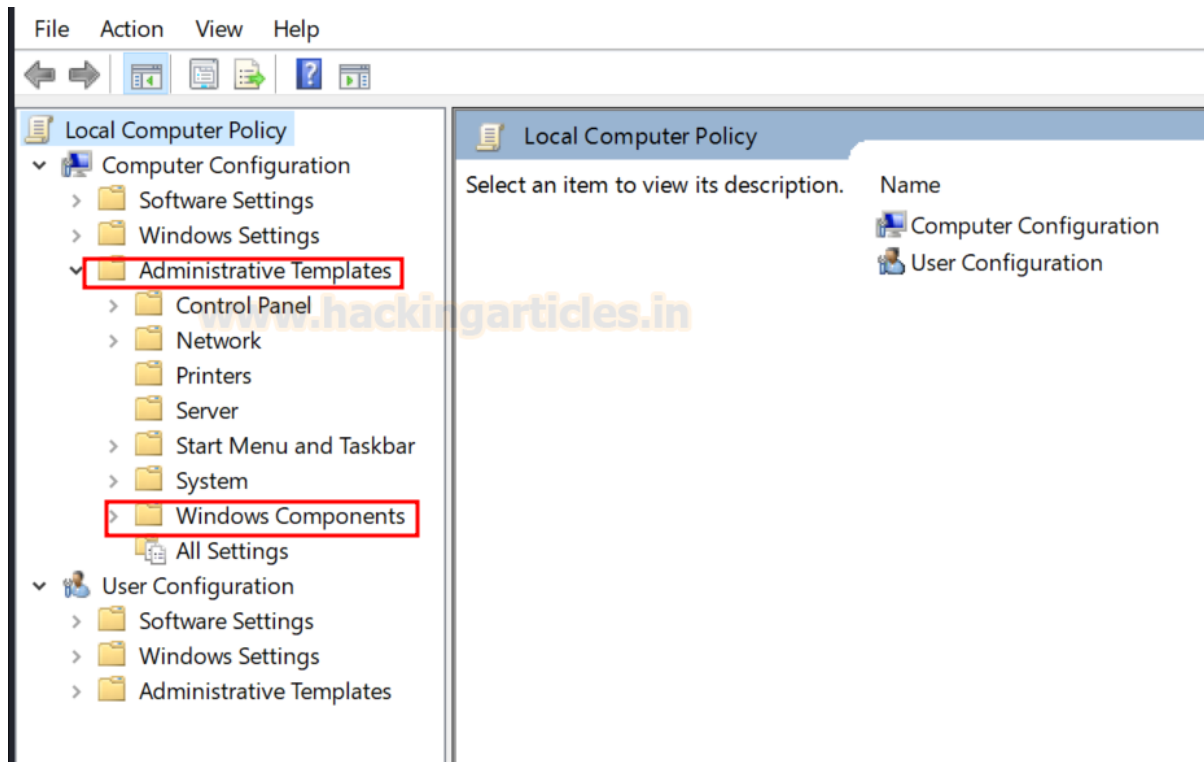 File Action View Help
Local Computer Policy
Computer Configuration
Software Settings
Windows Settings
Administrative Templates
Control Panel
Network
Printers
Server
Start Menu and Taskbar
System
Windows Components
All Settings
User Configuration
Software Settings
Windows Settings
Administrative Templates
Local Computer Policy
Select an item to view its description.
Name
Computer Configuration
User Configuration
www.hackingarticles.in